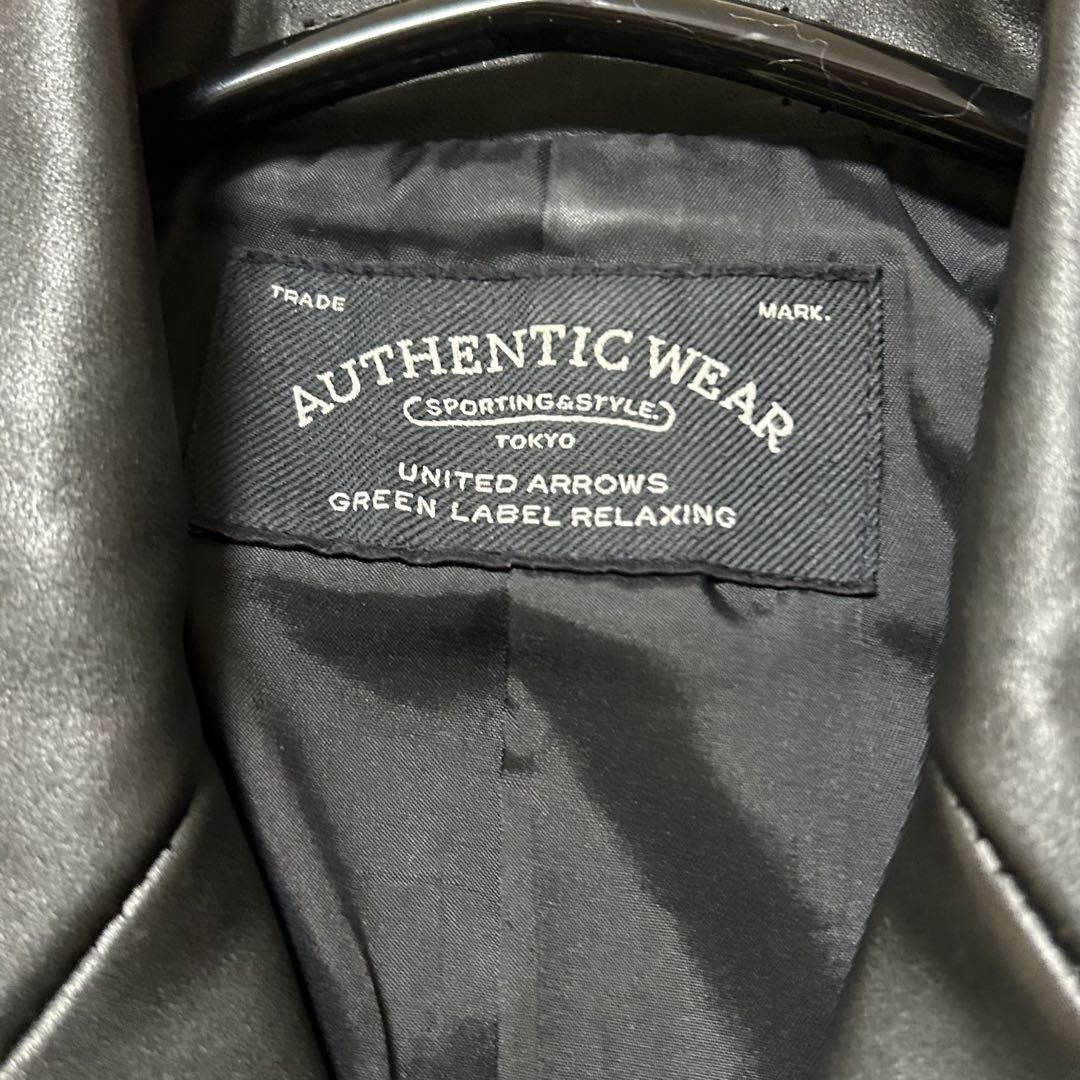 TRADE MARK.
AUTHENTIC WEAR
SPORTING&STYLE.
TOKYO
UNITED ARROWS
GREEN LABEL RELAXING